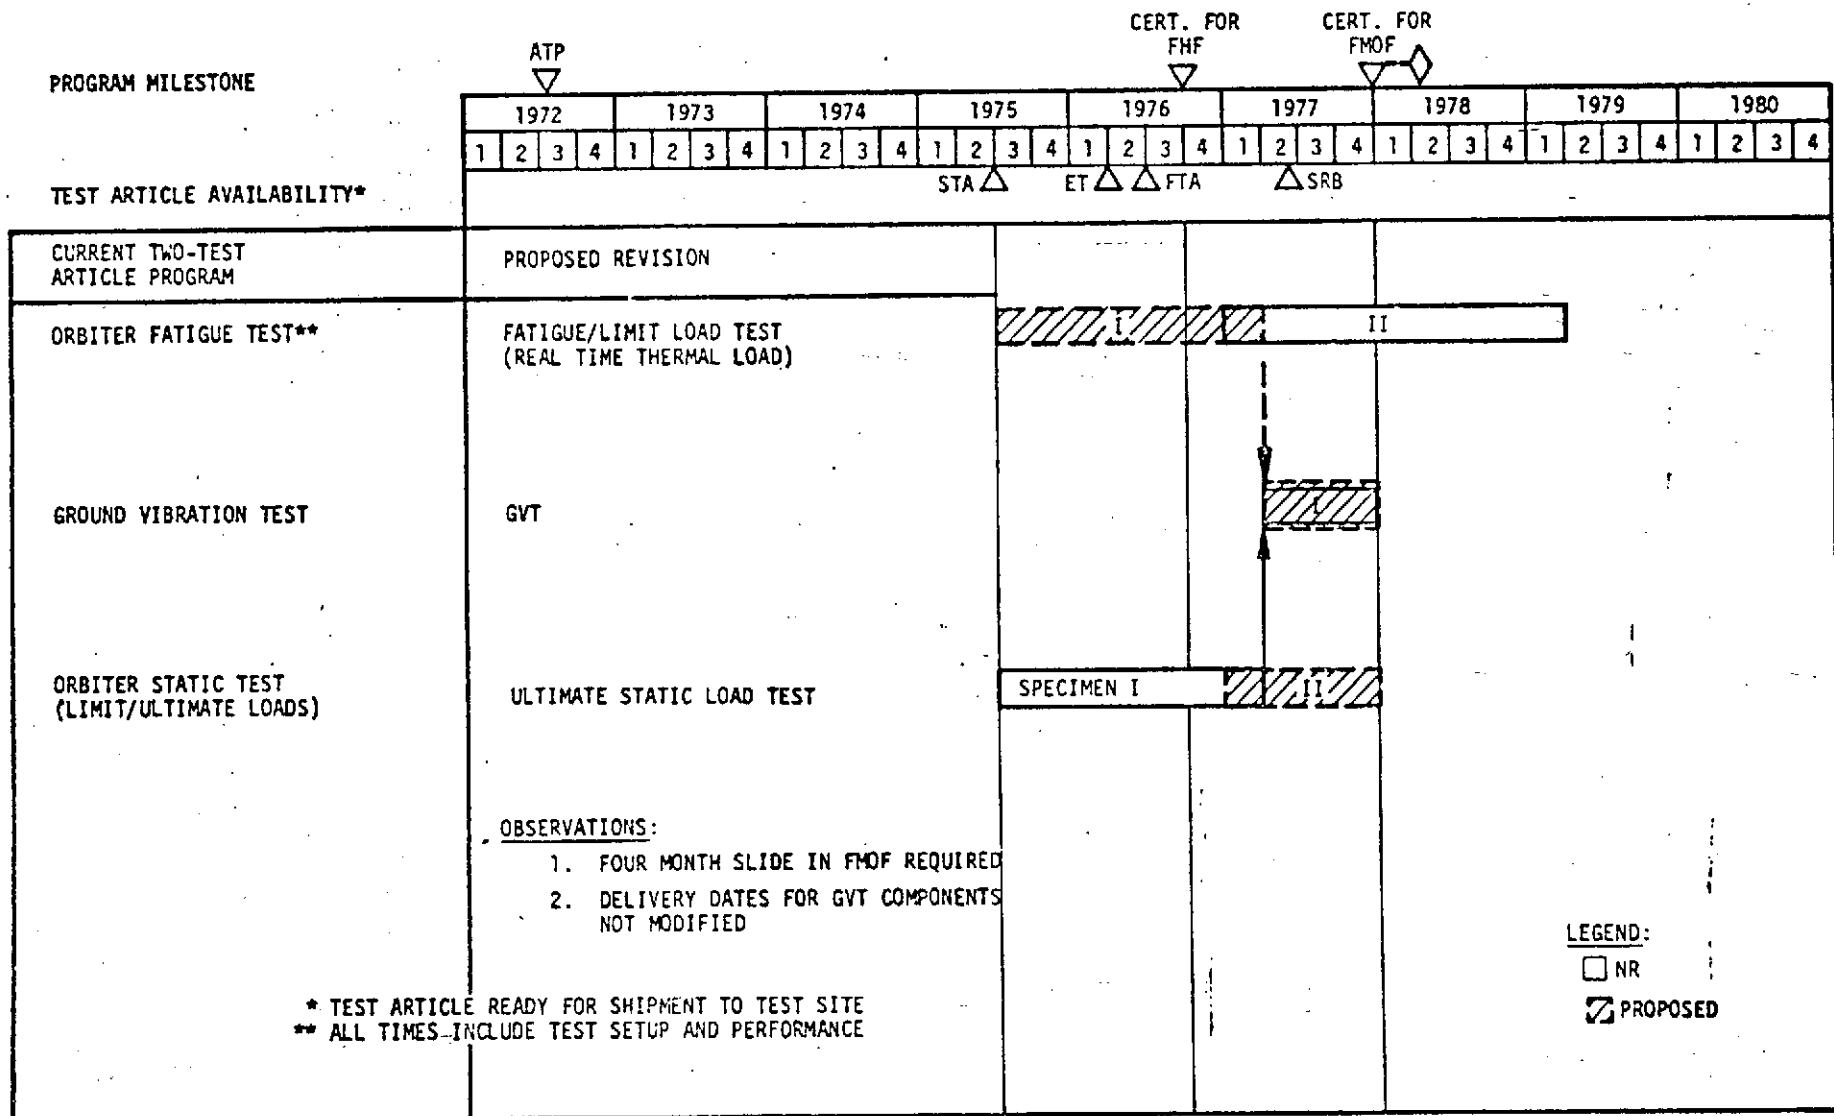 CERT. FOR
FHF
CERT. FOR
FMOF
ATP
PROGRAM MILESTONE
1972 1973 1974 1975 1976 1977 1978 1979 1980
1 2 3 4 1 2 3 4 1 2 3 4 1 2 3 4 1 2 3 4 1 2 3 4 1 2 3 4 1 2 3 4 1 2 3 4
TEST ARTICLE AVAILABILITY*
STA ET FTA SRB
CURRENT TWO-TEST
ARTICLE PROGRAM
PROPOSED REVISION
ORBITER FATIGUE TEST**
FATIGUE/LIMIT LOAD TEST
(REAL TIME THERMAL LOAD)
I II
GROUND VIBRATION TEST
GVT
I
ORBITER STATIC TEST
(LIMIT/ULTIMATE LOADS)
ULTIMATE STATIC LOAD TEST
SPECIMEN I II
OBSERVATIONS:
1. FOUR MONTH SLIDE IN FMOF REQUIRED
2. DELIVERY DATES FOR GVT COMPONENTS
NOT MODIFIED
LEGEND:
NR
PROPOSED
* TEST ARTICLE READY FOR SHIPMENT TO TEST SITE
** ALL TIMES INCLUDE TEST SETUP AND PERFORMANCE